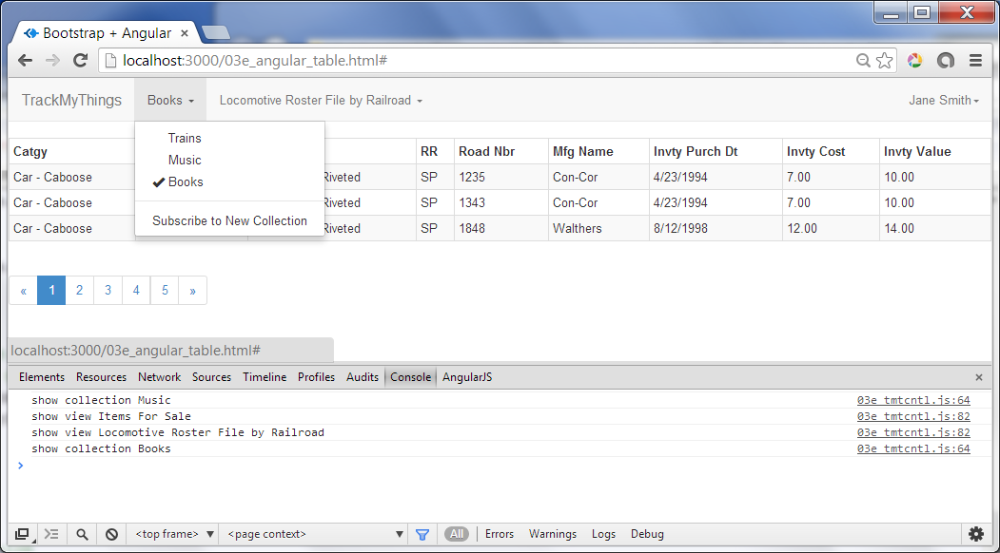 Bootstrap + Angular ×
localhost:3000/03e_angular_table.html#
TrackMyThings Books Locomotive Roster File by Railroad Jane Smith
Trains
Music
Books
Subscribe to New Collection
Catgy RR Road Nbr Mfg Name Invty Purch Dt Invty Cost Invty Value
Car - Caboose Riveted SP 1235 Con-Cor 4/23/1994 7.00 10.00
Car - Caboose Riveted SP 1343 Con-Cor 4/23/1994 7.00 10.00
Car - Caboose Riveted SP 1848 Walthers 8/12/1998 12.00 14.00
« 1 2 3 4 5 »
localhost:3000/03e_angular_table.html#
Elements Resources Network Sources Timeline Profiles Audits Console AngularJS ×
show collection Music 03e_tmtcntl.js:64
show view Items For Sale 03e_tmtcntl.js:82
show view Locomotive Roster File by Railroad 03e_tmtcntl.js:82
show collection Books 03e_tmtcntl.js:64
>
<top frame> <page context> All Errors Warnings Logs Debug